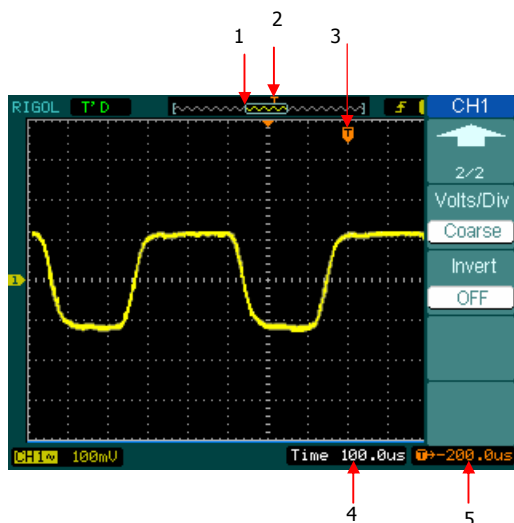 1 2 3
RIGOL T'D T CH1
T
2/2
Volts/Div
Coarse
Invert
1
OFF
CH1~ 100mV Time 100.0us T→-200.0us
4 5